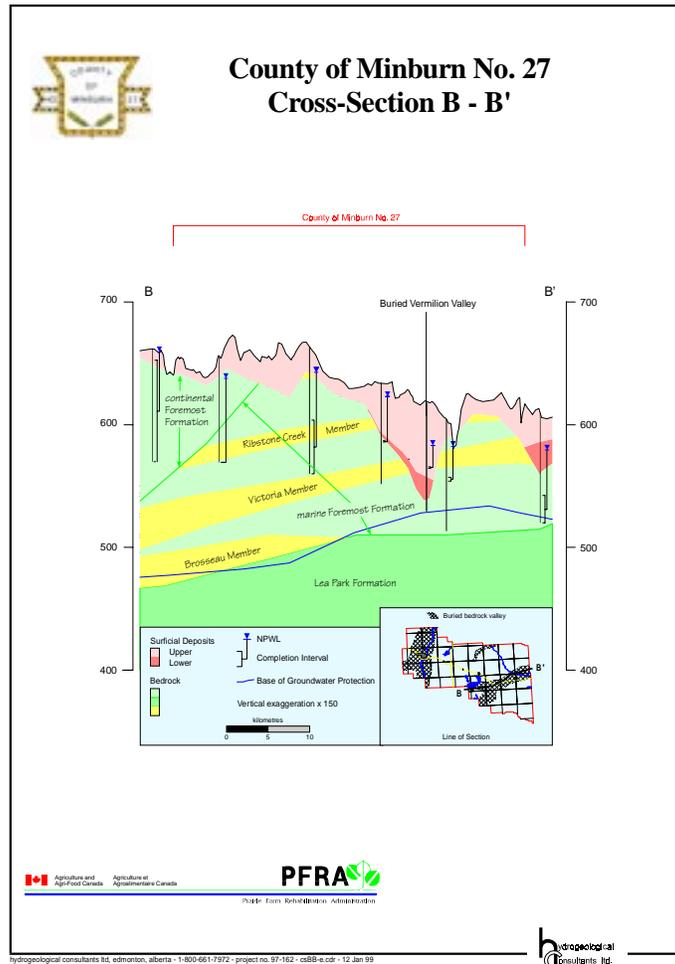 County of Minburn No. 27
Cross-Section B - B'
COUNTY
OF
MINBURN
NO
27
County of Minburn No. 27
B
B’
700
700
Buried Vermilion Valley
continental
Foremost
Formation
600
600
Ribstone Creek Member
Victoria Member
marine Foremost Formation
500
500
Brosseau Member
Lea Park Formation
400
400
Surficial Deposits
Upper
Lower
Bedrock
NPWL
Completion Interval
Base of Groundwater Protection
Vertical exaggeration x 150
kilometres
0 5 10
Buried bedrock valley
B'
B
Line of Section
Agriculture and
Agri-Food Canada
Agriculture et
Agroalimentaire Canada
PFRA
Prairie Farm Rehabilitation Administration
hydrogeological
consultants ltd.
hydrogeological consultants ltd, edmonton, alberta - 1-800-661-7972 - project no. 97-162 - csBB-e.cdr - 12 Jan 99